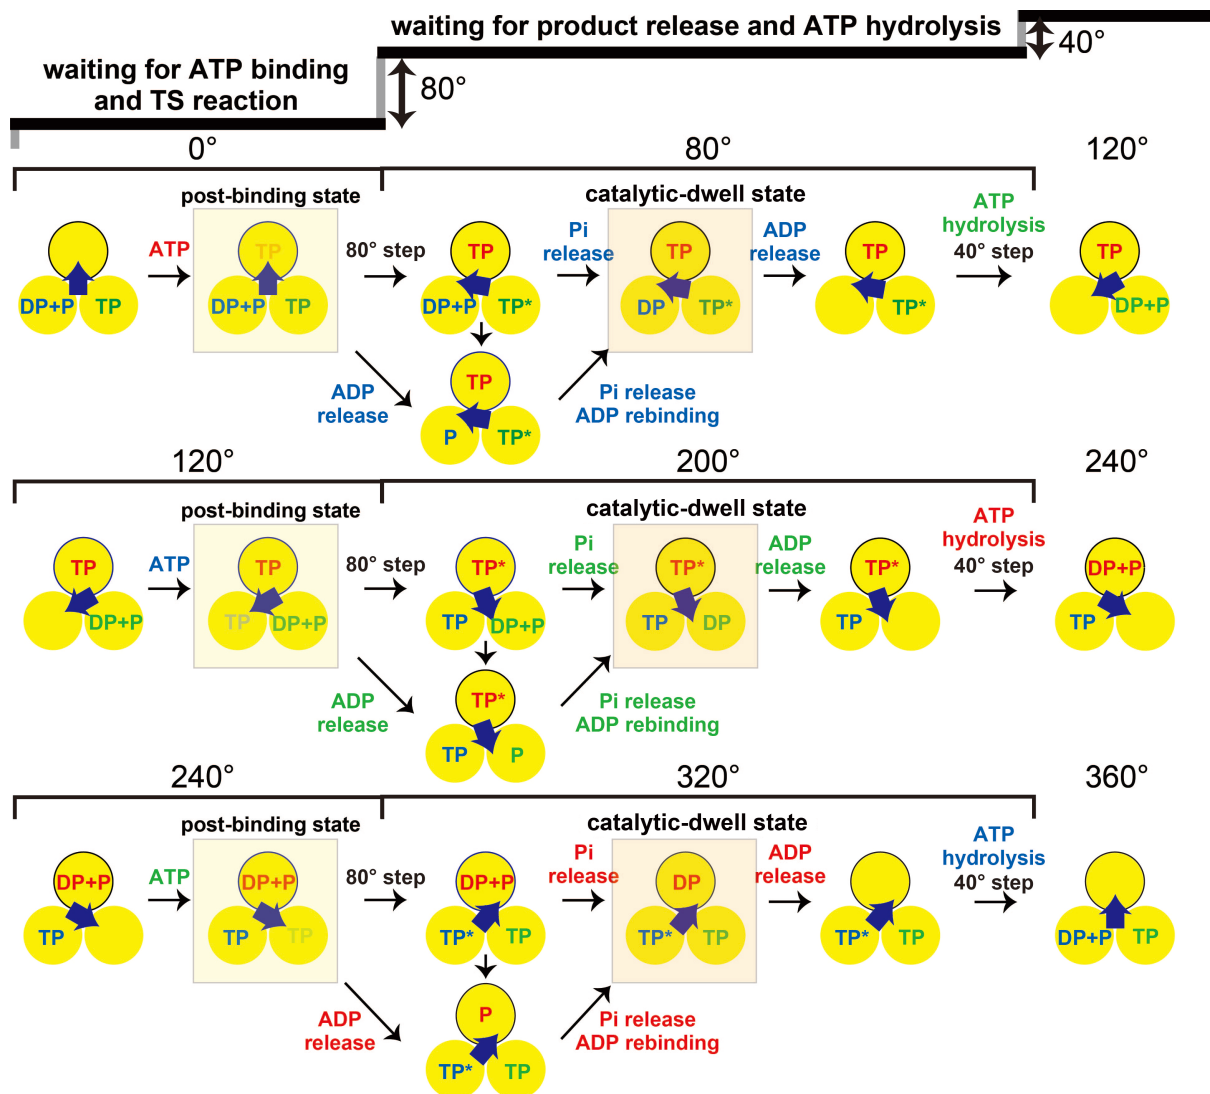 waiting for product release and ATP hydrolysis
40°
waiting for ATP binding
and TS reaction
80°
0°
80°
120°
post-binding state
catalytic-dwell state
ATP
hydrolysis
40° step
ATP
80° step
Pi
release
ADP
release
TP
TP
TP
TP
TP
DP+P
TP
DP+P
TP
DP+P
TP*
DP
TP*
TP*
DP+P
ADP
release
TP
P
TP*
Pi release
ADP rebinding
120°
200°
240°
post-binding state
catalytic-dwell state
ATP
hydrolysis
40° step
ATP
80° step
Pi
release
ADP
release
TP
TP
TP*
TP*
TP*
DP+P
DP+P
TP
DP+P
TP
DP+P
TP
DP
TP
TP
ADP
release
TP*
TP
P
Pi release
ADP rebinding
240°
320°
360°
post-binding state
catalytic-dwell state
ATP
hydrolysis
40° step
ATP
80° step
Pi
release
ADP
release
DP+P
DP+P
DP+P
DP
TP
TP
TP
TP*
TP
TP*
TP
TP*
TP
DP+P
TP
ADP
release
P
TP*
TP
Pi release
ADP rebinding